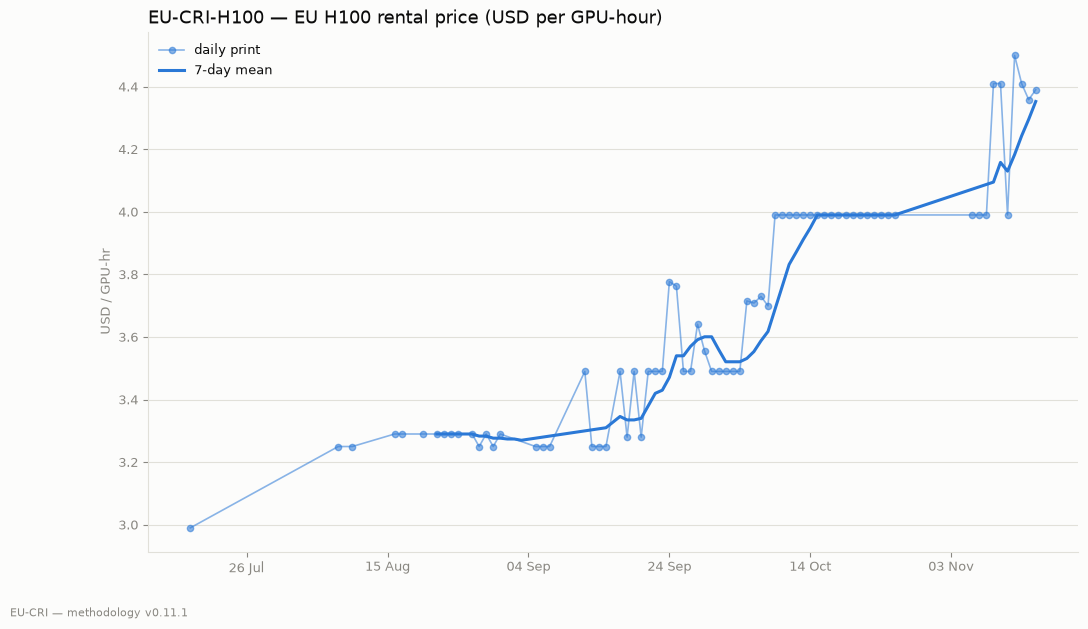 EU-CRI-H100 — EU H100 rental price (USD per GPU-hour)
daily print
7-day mean
4.4
4.2
4.0
3.8
3.6
3.4
3.2
3.0
USD / GPU-hr
26 Jul
15 Aug
04 Sep
24 Sep
14 Oct
03 Nov
EU-CRI — methodology v0.11.1